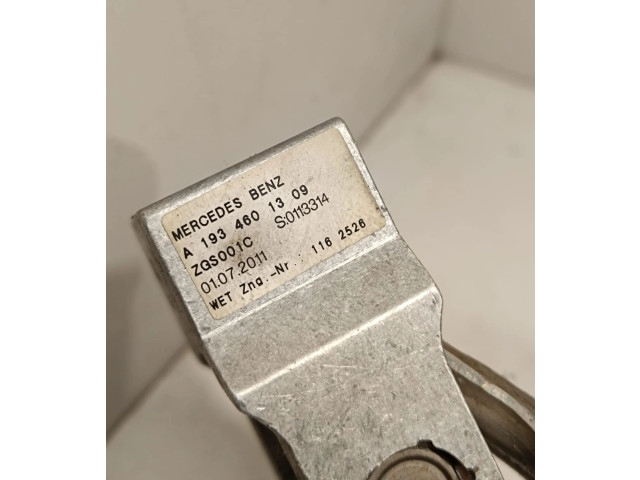 MERCEDES BENZ
A 193 460 13 09
ZGS001C S:0113314
01.07.2011
WET Zng.-Nr.: 116 2526